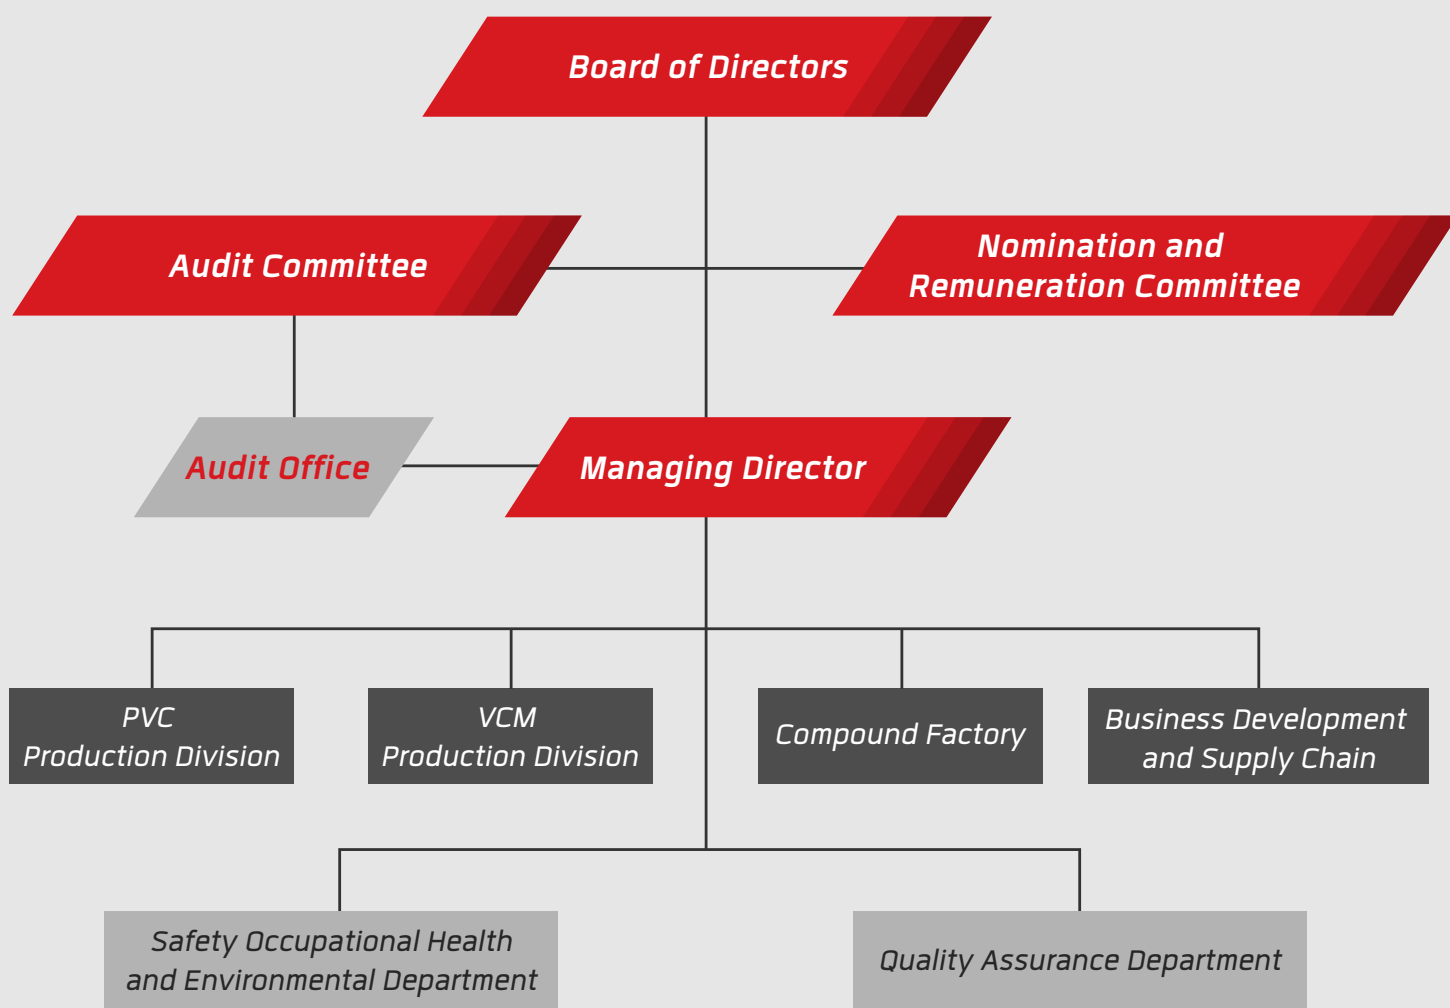 Board of Directors
Audit Committee
Nomination and
Remuneration Committee
Audit Office
Managing Director
PVC
Production Division
VCM
Production Division
Compound Factory
Business Development
and Supply Chain
Safety Occupational Health
and Environmental Department
Quality Assurance Department